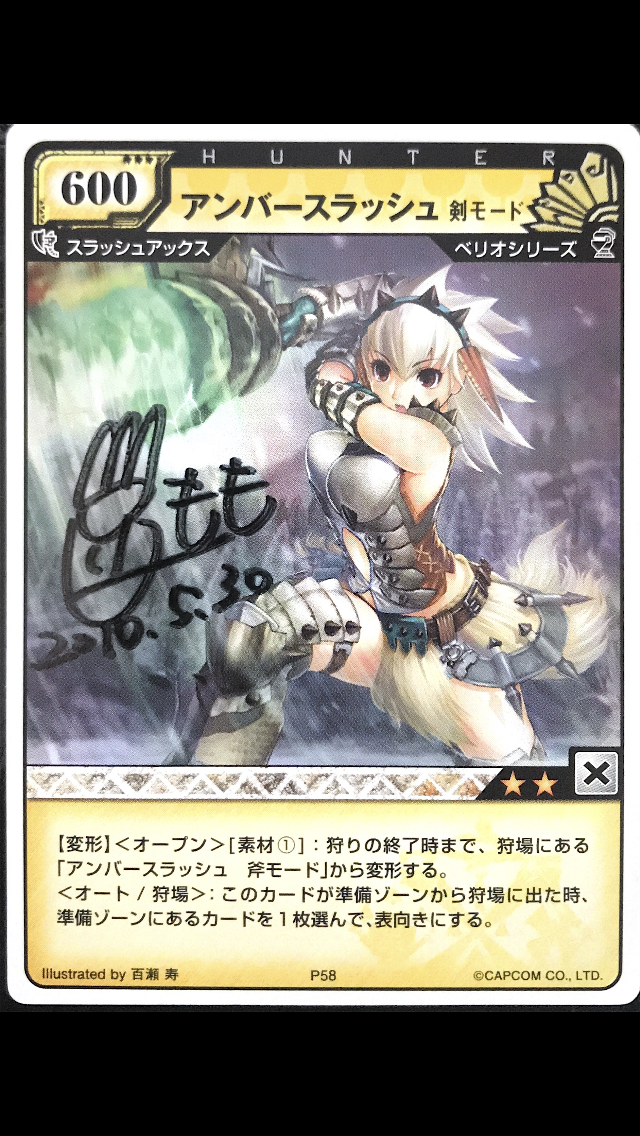 HUNTER
600
アンバースラッシュ 剣モード
スラッシュアックス
ベリオシリーズ
もも
2010.5.30
【変形】<オープン>[素材①]：狩りの終了時まで、狩場にある
「アンバースラッシュ　斧モード」から変形する。
<オート / 狩場>：このカードが準備ゾーンから狩場に出た時、
準備ゾーンにあるカードを1枚選んで、表向きにする。
Illustrated by 百瀬 寿
P58
©CAPCOM CO., LTD.